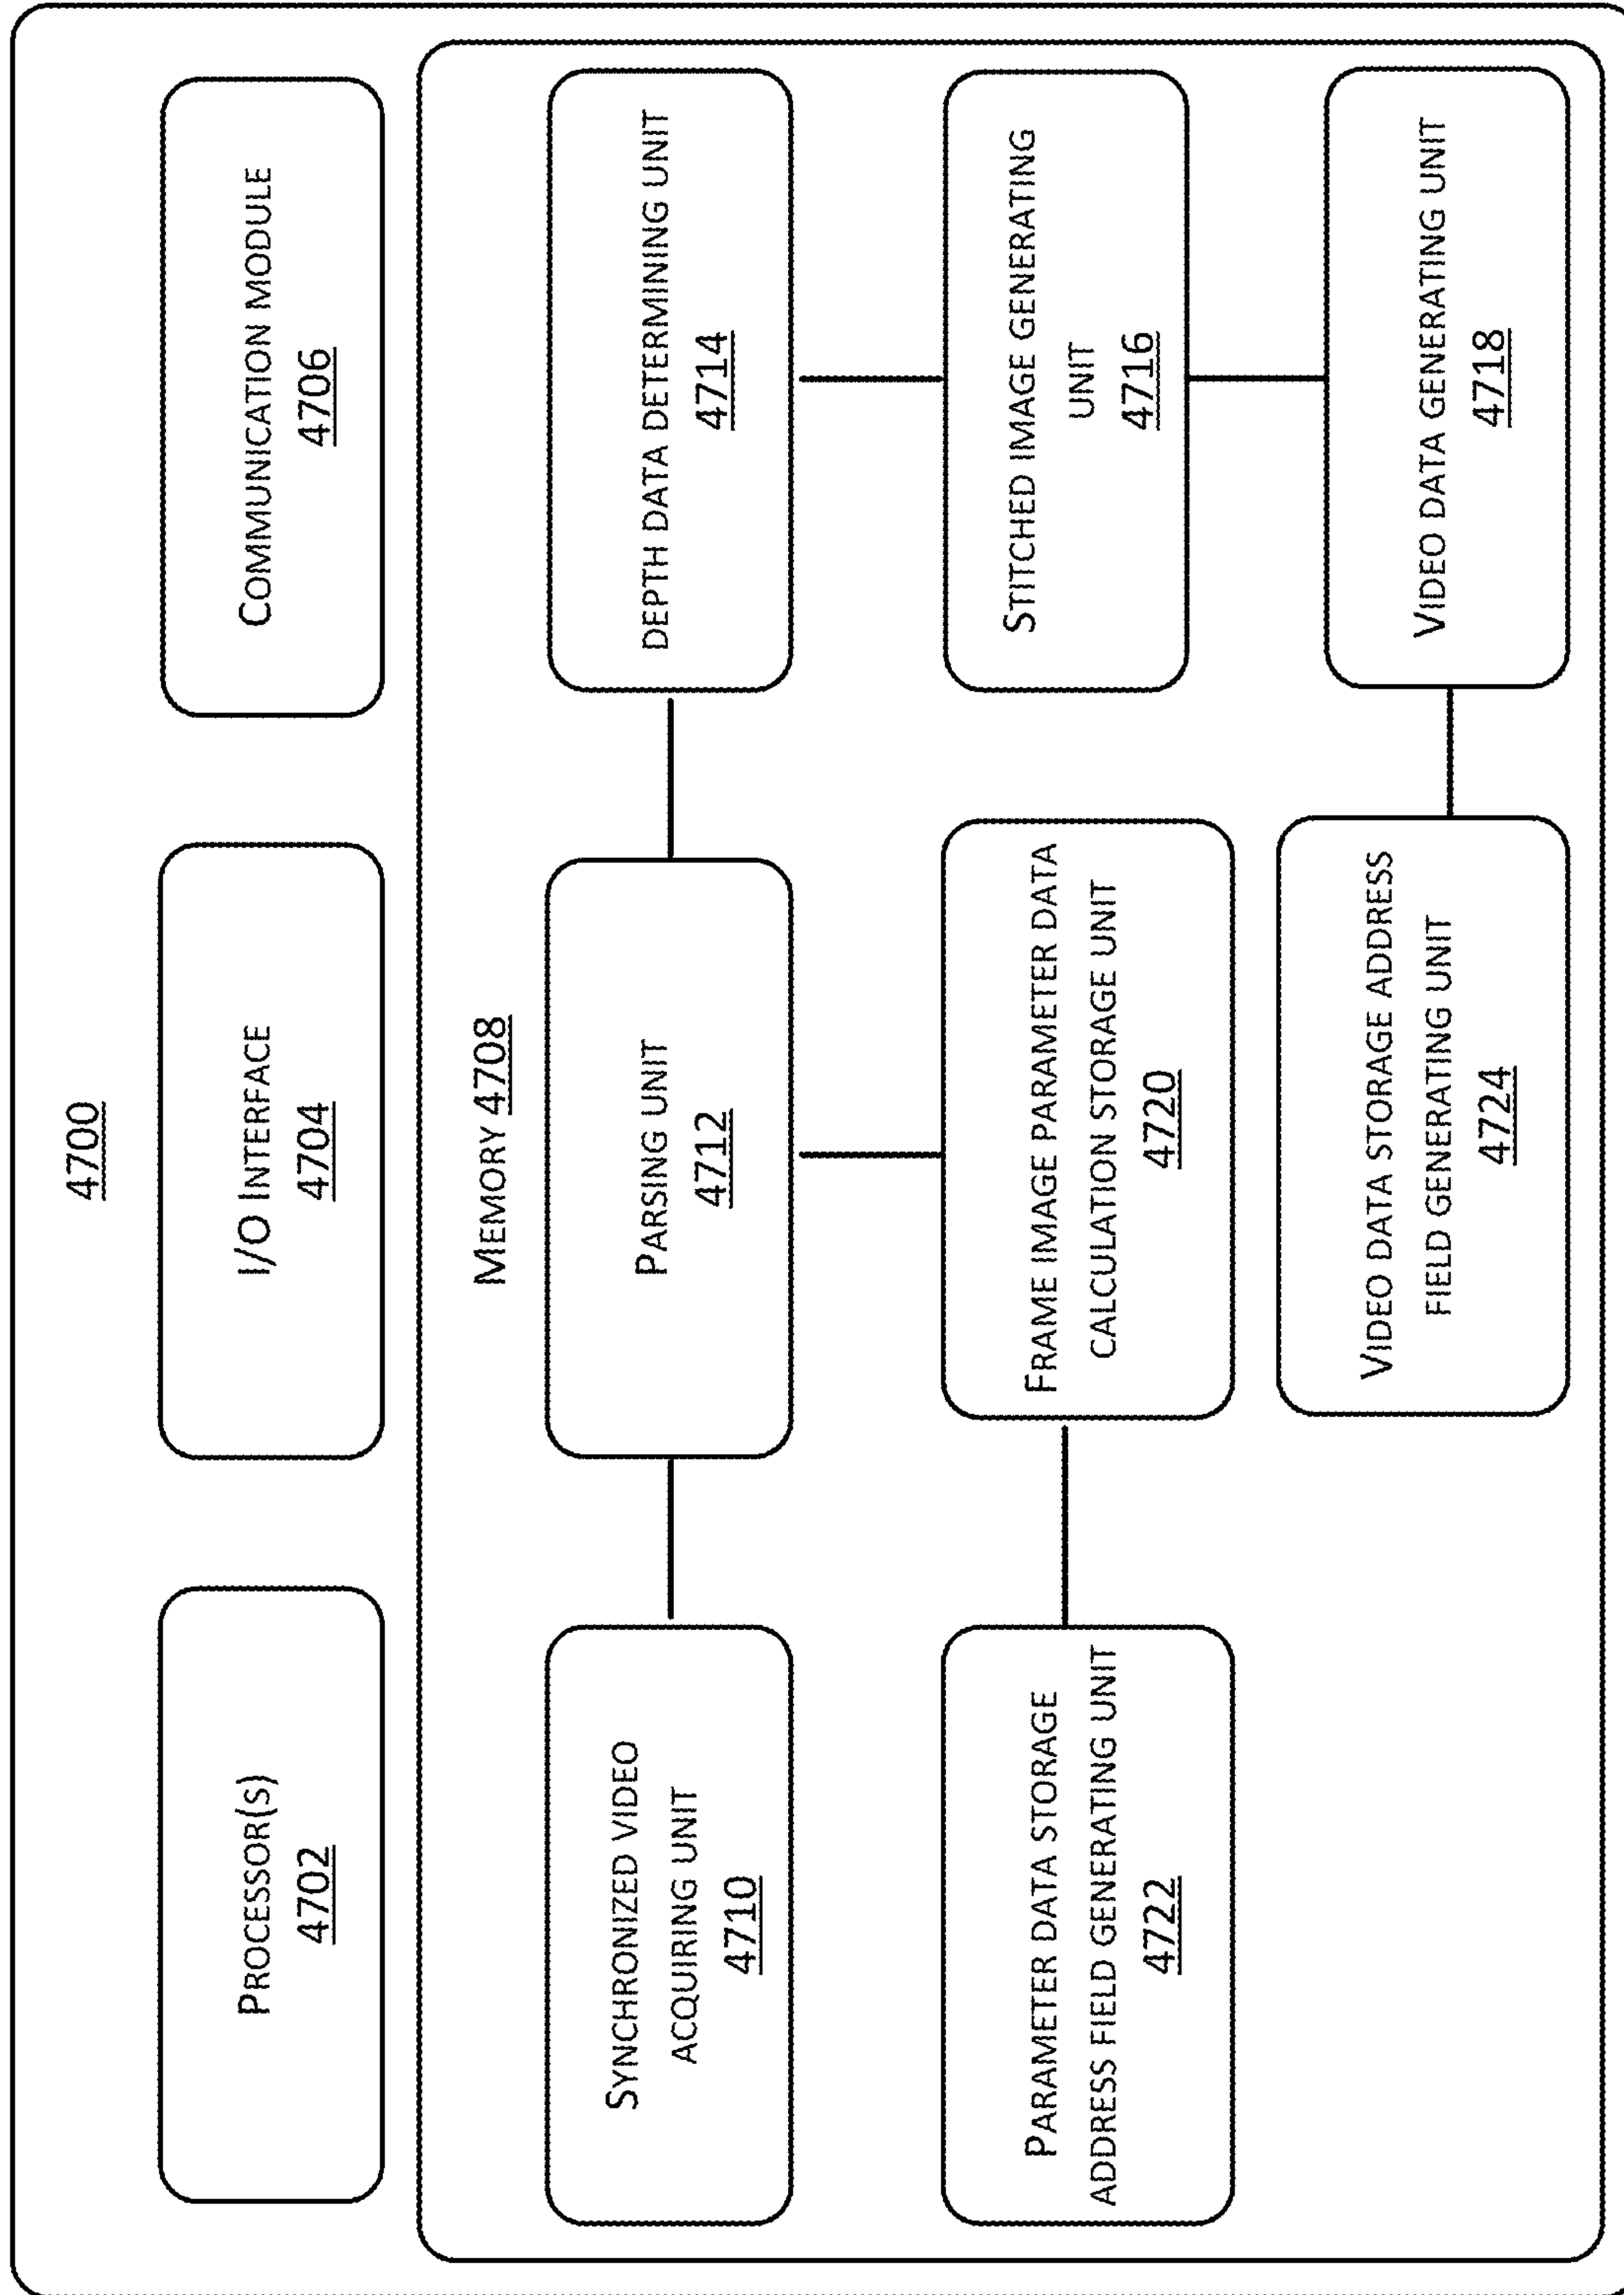 4700
PROCESSOR(S)
4702
I/O INTERFACE
4704
COMMUNICATION MODULE
4706
MEMORY 4708
SYNCHRONIZED VIDEO
ACQUIRING UNIT
4710
PARSING UNIT
4712
DEPTH DATA DETERMINING UNIT
4714
PARAMETER DATA STORAGE
ADDRESS FIELD GENERATING UNIT
4722
FRAME IMAGE PARAMETER DATA
CALCULATION STORAGE UNIT
4720
STITCHED IMAGE GENERATING
UNIT
4716
VIDEO DATA STORAGE ADDRESS
FIELD GENERATING UNIT
4724
VIDEO DATA GENERATING UNIT
4718